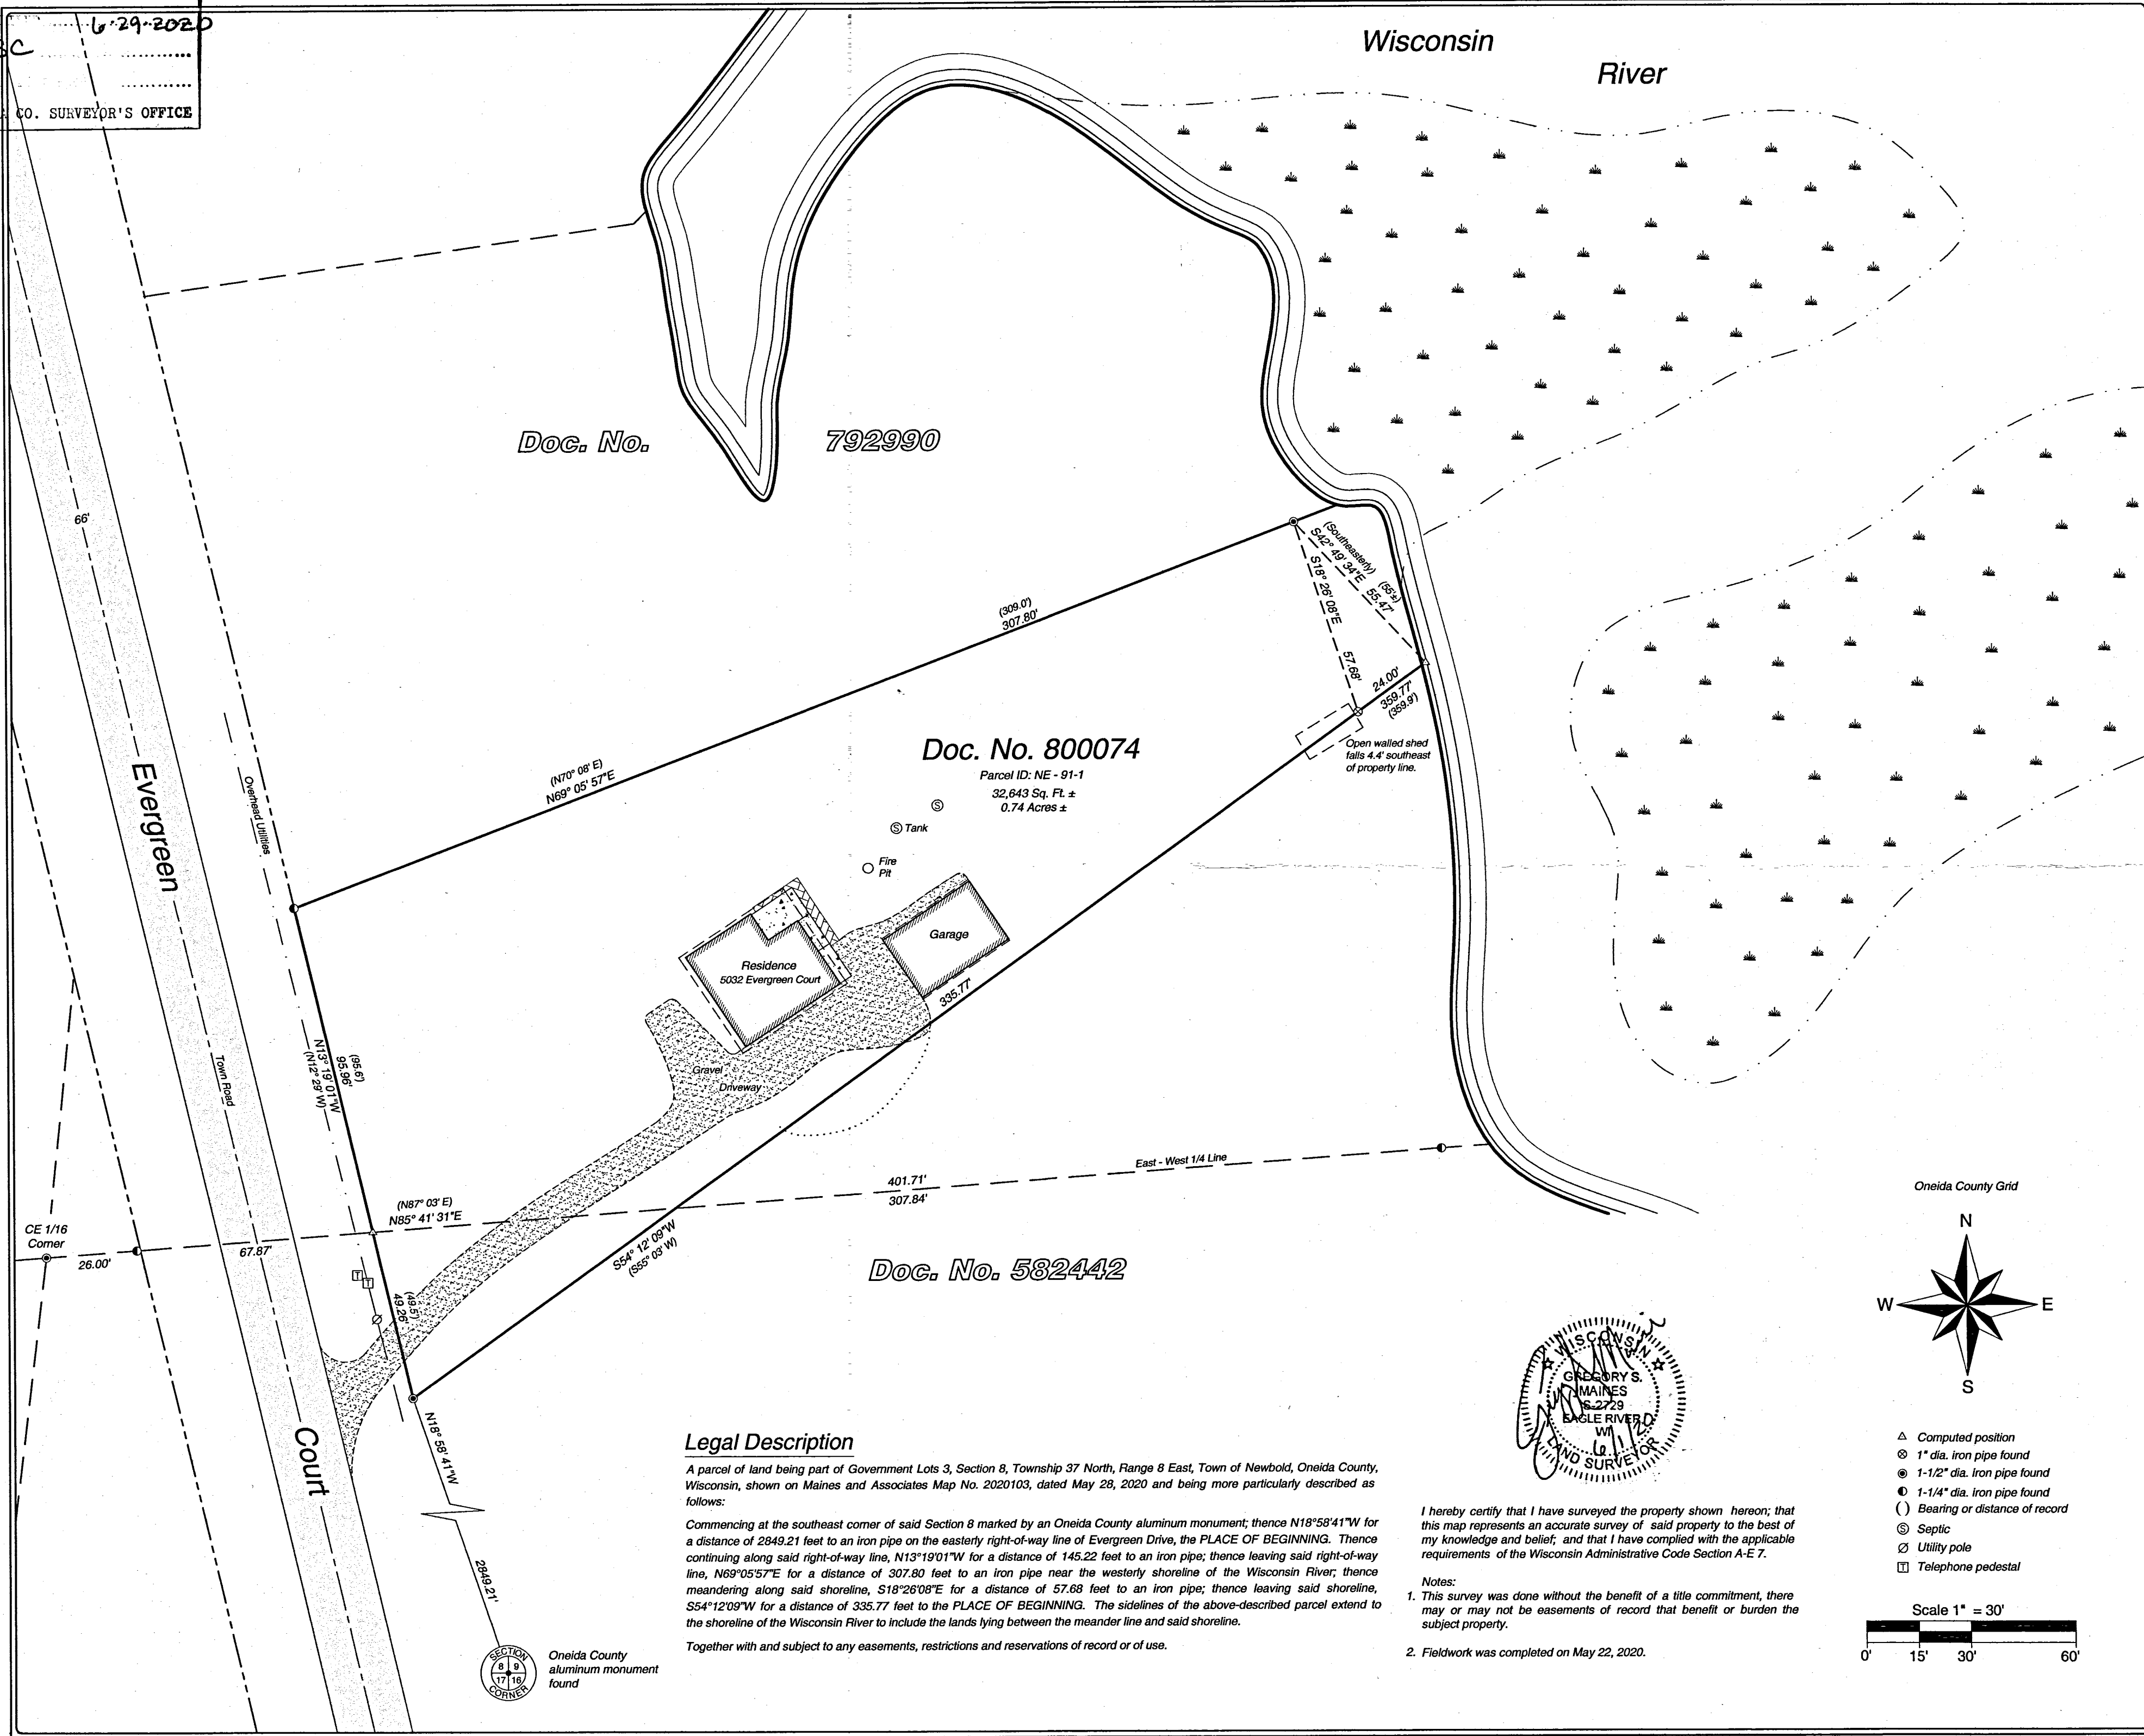 6-29-2020
CO. SURVEYOR'S OFFICE
Wisconsin
River
Doc. No. 792990
66'
Evergreen
Court
Town Road
Overhead Utilities
(309.0')
307.80'
(N70° 08' E)
N69° 05' 57"E
(Southeasterly)
S42° 49' 34"E 55.47'
(55'±)
S18° 26' 08"E 57.68'
24.00'
359.77'
(359.9')
Open walled shed
falls 4.4' southeast
of property line.
Doc. No. 800074
Parcel ID: NE - 91-1
32,643 Sq. Ft. ±
0.74 Acres ±
S
S Tank
Fire
Pit
Garage
Residence
5032 Evergreen Court
335.77'
Gravel
Driveway
(95.6')
95.96'
N13° 19' 01"W
(N12° 29' W)
East - West 1/4 Line
401.71'
307.84'
(N87° 03' E)
N85° 41' 31"E
CE 1/16
Corner
26.00'
67.87'
T
T
(49.5')
49.26'
S54° 12' 09"W
(S55° 03' W)
Doc. No. 582442
N18° 58' 41"W
2849.21'
SECTION
8 9
17 16
CORNER
Oneida County
aluminum monument
found
Legal Description
A parcel of land being part of Government Lots 3, Section 8, Township 37 North, Range 8 East, Town of Newbold, Oneida County,
Wisconsin, shown on Maines and Associates Map No. 2020103, dated May 28, 2020 and being more particularly described as
follows:
Commencing at the southeast corner of said Section 8 marked by an Oneida County aluminum monument; thence N18°58'41"W for
a distance of 2849.21 feet to an iron pipe on the easterly right-of-way line of Evergreen Drive, the PLACE OF BEGINNING. Thence
continuing along said right-of-way line, N13°19'01"W for a distance of 145.22 feet to an iron pipe; thence leaving said right-of-way
line, N69°05'57"E for a distance of 307.80 feet to an iron pipe near the westerly shoreline of the Wisconsin River; thence
meandering along said shoreline, S18°26'08"E for a distance of 57.68 feet to an iron pipe; thence leaving said shoreline,
S54°12'09"W for a distance of 335.77 feet to the PLACE OF BEGINNING. The sidelines of the above-described parcel extend to
the shoreline of the Wisconsin River to include the lands lying between the meander line and said shoreline.
Together with and subject to any easements, restrictions and reservations of record or of use.
WISCONSIN
GREGORY S.
MAINES
S-2729
EAGLE RIVER
WI
6/1/20
LAND SURVEYOR
I hereby certify that I have surveyed the property shown hereon; that
this map represents an accurate survey of said property to the best of
my knowledge and belief; and that I have complied with the applicable
requirements of the Wisconsin Administrative Code Section A-E 7.
Notes:
1. This survey was done without the benefit of a title commitment, there
may or may not be easements of record that benefit or burden the
subject property.
2. Fieldwork was completed on May 22, 2020.
Oneida County Grid
N
W E
S
Computed position
1" dia. iron pipe found
1-1/2" dia. iron pipe found
1-1/4" dia. iron pipe found
( ) Bearing or distance of record
S Septic
Utility pole
T Telephone pedestal
Scale 1" = 30'
0' 15' 30' 60'